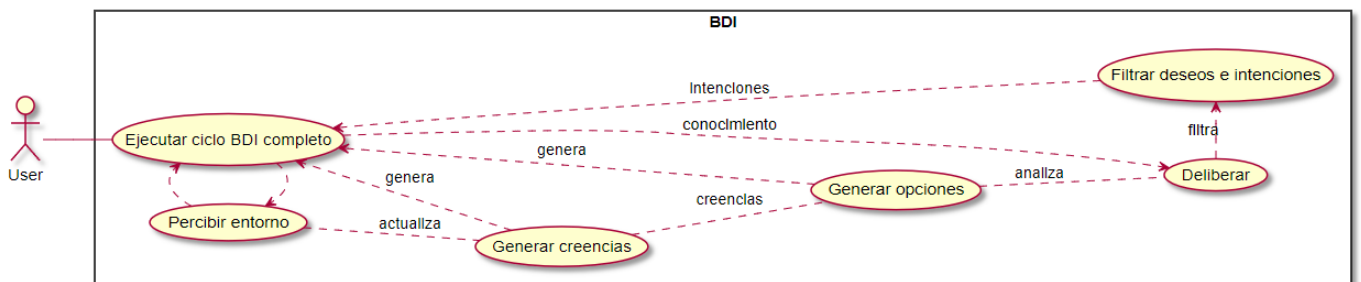 BDI
Filtrar deseos e intenciones
Intenciones
conocimiento
filtra
Ejecutar ciclo BDI completo
genera
User
genera
analiza
Deliberar
Generar opciones
creencias
Percibir entorno
actualiza
Generar creencias